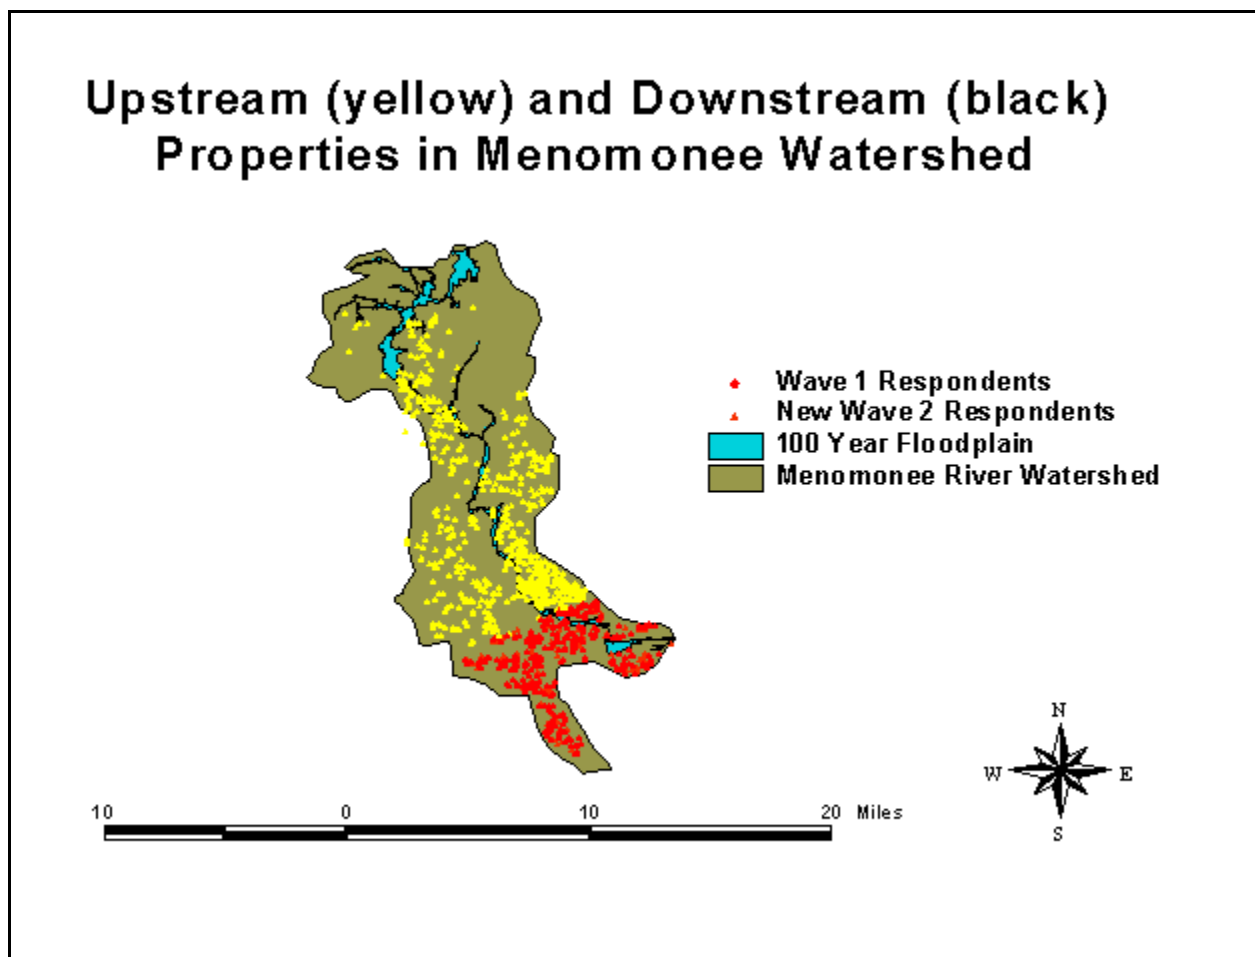 Upstream (yellow) and Downstream (black)
Properties in Menomonee Watershed
Wave 1 Respondents
New Wave 2 Respondents
100 Year Floodplain
Menomonee River Watershed
N
W E
S
10 0 10 20 Miles